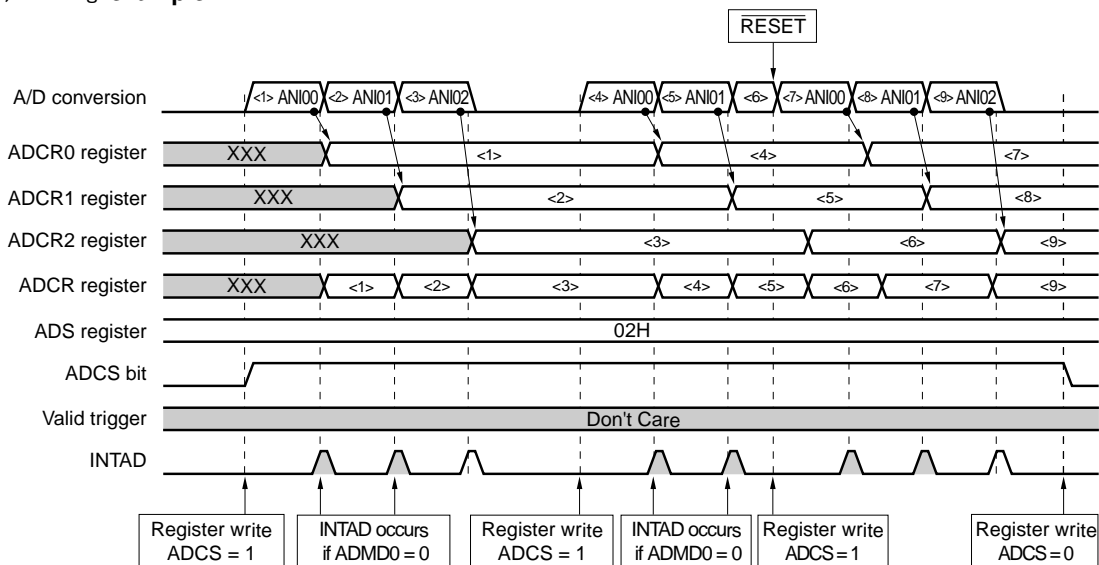 RESET
A/D conversion <1> ANI00 <2> ANI01 <3> ANI02 <4> ANI00 <5> ANI01 <6> <7> ANI00 <8> ANI01 <9> ANI02
ADCR0 register XXX <1> <4> <7>
ADCR1 register XXX <2> <5> <8>
ADCR2 register XXX <3> <6> <9>
ADCR register XXX <1> <2> <3> <4> <5> <6> <7> <9>
ADS register 02H
ADCS bit
Valid trigger Don't Care
INTAD
Register write INTAD occurs Register write INTAD occurs Register write Register write
ADCS = 1 if ADMD0 = 0 ADCS = 1 if ADMD0 = 0 ADCS = 1 ADCS = 0